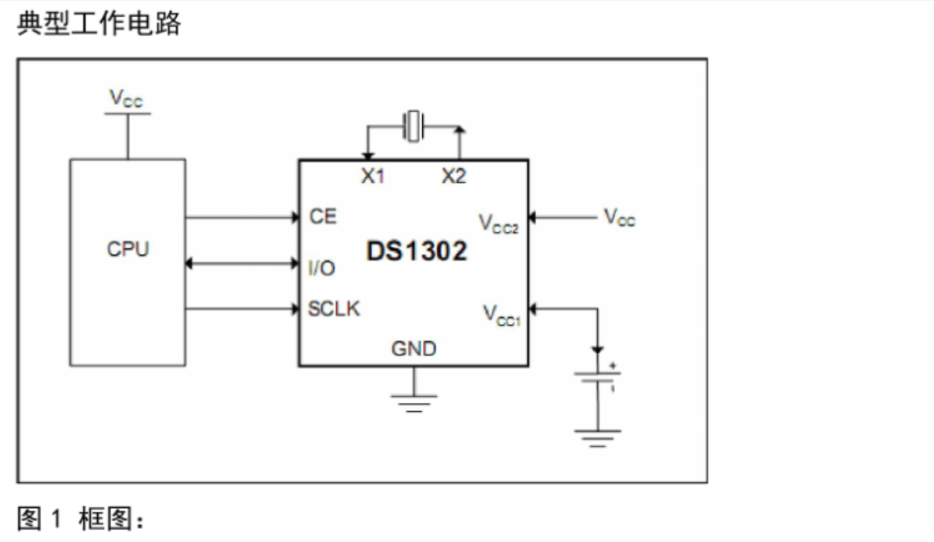 典型工作电路
Vcc
X1
X2
CE
Vcc2
Vcc
CPU
DS1302
I/O
SCLK
Vcc1
GND
+
图 1 框图：